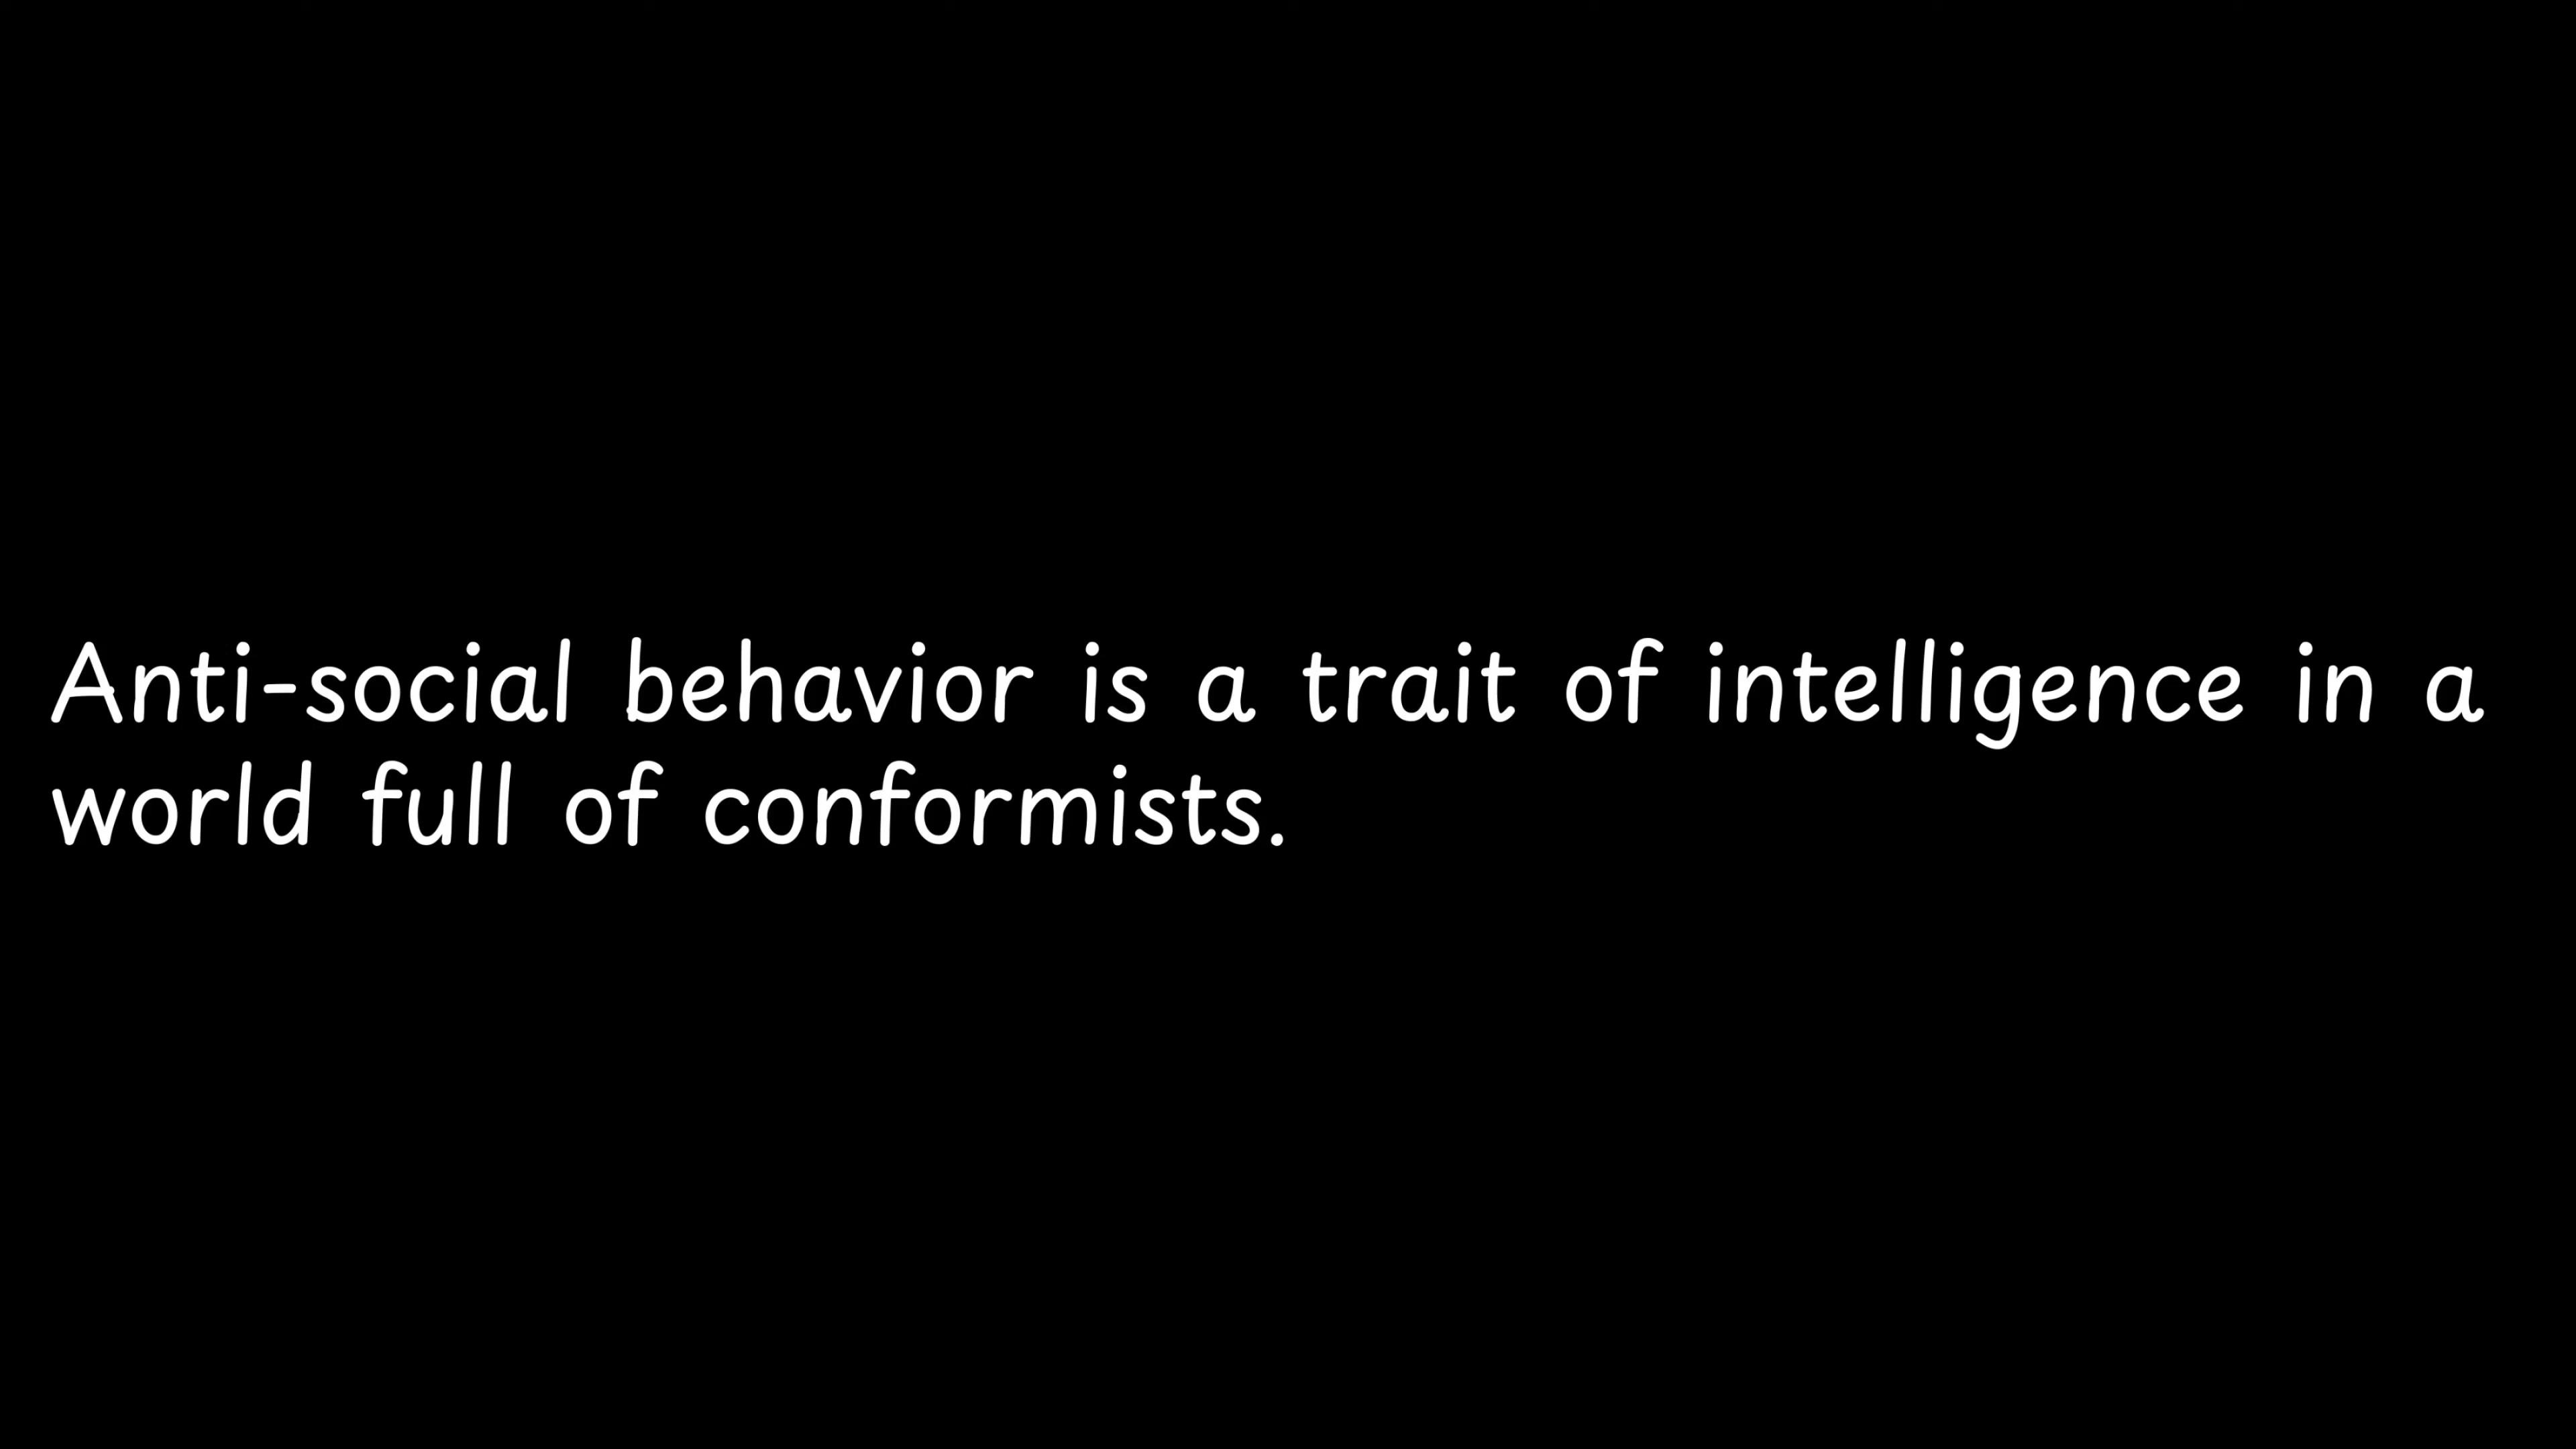 Anti-social behavior is a trait of intelligence in a
world full of conformists.